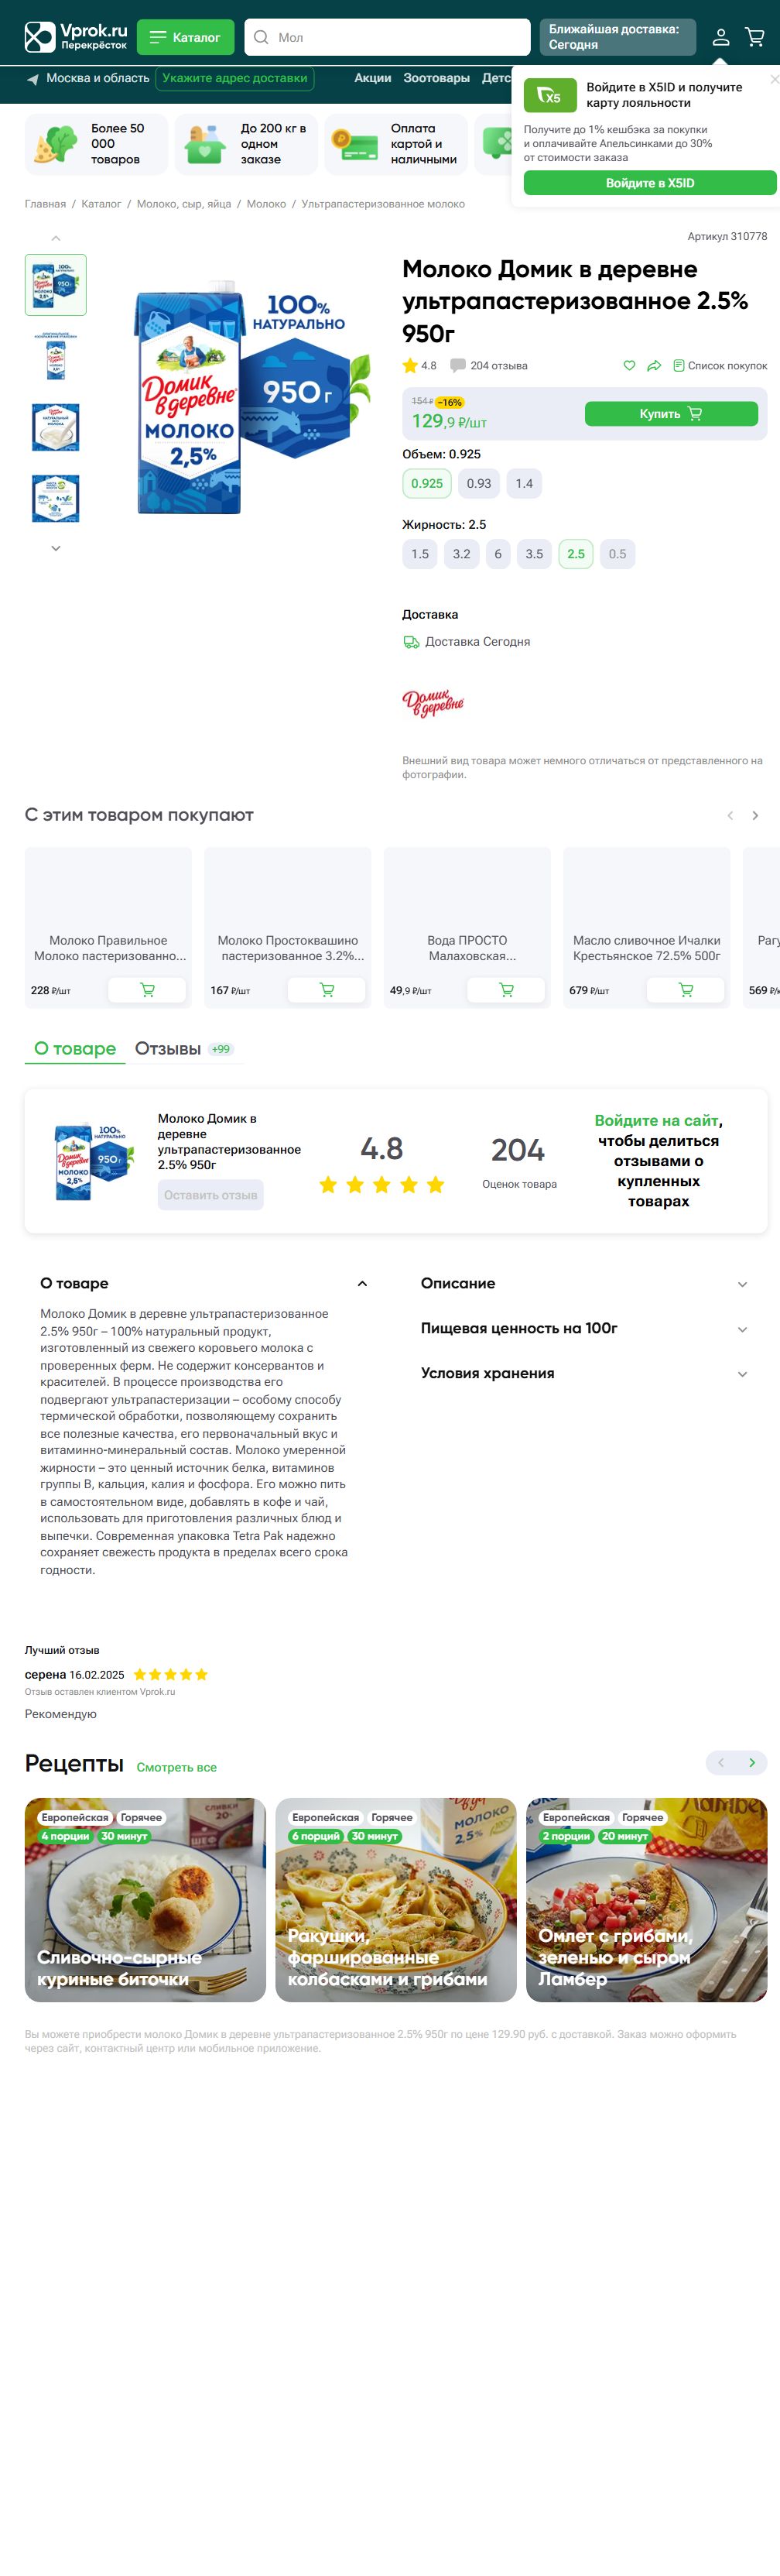 Vprok.ru
Перекрёсток
Каталог
Мол
Ближайшая доставка:
Сегодня
Москва и область
Укажите адрес доставки
Акции
Зоотовары
X5
Войдите в X5ID и получите
карту лояльности
Получите до 1% кешбэка за покупки
и оплачивайте Апельсинками до 30%
от стоимости заказа
Войдите в X5ID
Более 50
000
товаров
До 200 кг в
одном
заказе
Оплата
картой и
наличными
Главная / Каталог / Молоко, сыр, яйца / Молоко / Ультрапастеризованное молоко
Артикул 310778
100%
НАТУРАЛЬНО
Домик
в деревне
950 г
МОЛОКО
2,5%
Молоко Домик в деревне
ультрапастеризованное 2.5%
950г
4.8
204 отзыва
Список покупок
154 ₽
−16%
129,9 ₽/шт
Купить
Объем: 0.925
0.925
0.93
1.4
Жирность: 2.5
1.5
3.2
6
3.5
2.5
0.5
Доставка
Доставка Сегодня
Домик
в деревне
Внешний вид товара может немного отличаться от представленного на
фотографии.
С этим товаром покупают
Молоко Правильное
Молоко пастеризованно...
228 ₽/шт
Молоко Простоквашино
пастеризованное 3.2%...
167 ₽/шт
Вода ПРОСТО
Малаховская...
49,9 ₽/шт
Масло сливочное Ичалки
Крестьянское 72.5% 500г
679 ₽/шт
569
О товаре
Отзывы
+99
100%
НАТУРАЛЬНО
Домик
в деревне
950 г
МОЛОКО
2,5%
Молоко Домик в
деревне
ультрапастеризованное
2.5% 950г
Оставить отзыв
4.8
204
Оценок товара
Войдите на сайт,
чтобы делиться
отзывами о
купленных
товарах
О товаре
Молоко Домик в деревне ультрапастеризованное
2.5% 950г – 100% натуральный продукт,
изготовленный из свежего коровьего молока с
проверенных ферм. Не содержит консервантов и
красителей. В процессе производства его
подвергают ультрапастеризации – особому способу
термической обработки, позволяющему сохранить
все полезные качества, его первоначальный вкус и
витаминно-минеральный состав. Молоко умеренной
жирности – это ценный источник белка, витаминов
группы В, кальция, калия и фосфора. Его можно пить
в самостоятельном виде, добавлять в кофе и чай,
использовать для приготовления различных блюд и
выпечки. Современная упаковка Tetra Pak надежно
сохраняет свежесть продукта в пределах всего срока
годности.
Описание
Пищевая ценность на 100г
Условия хранения
Лучший отзыв
серена 16.02.2025
Отзыв оставлен клиентом Vprok.ru
Рекомендую
Рецепты
Смотреть все
Европейская
Горячее
4 порции
30 минут
СЛИВКИ
20%
Сливочно-сырные
куриные биточки
Европейская
Горячее
6 порций
30 минут
МОЛОКО
2.5%
Ракушки,
фаршированные
колбасками и грибами
Европейская
Горячее
2 порции
20 минут
Омлет с грибами,
зеленью и сыром
Ламбер
Вы можете приобрести молоко Домик в деревне ультрапастеризованное 2.5% 950г по цене 129.90 руб. с доставкой. Заказ можно оформить
через сайт, контактный центр или мобильное приложение.